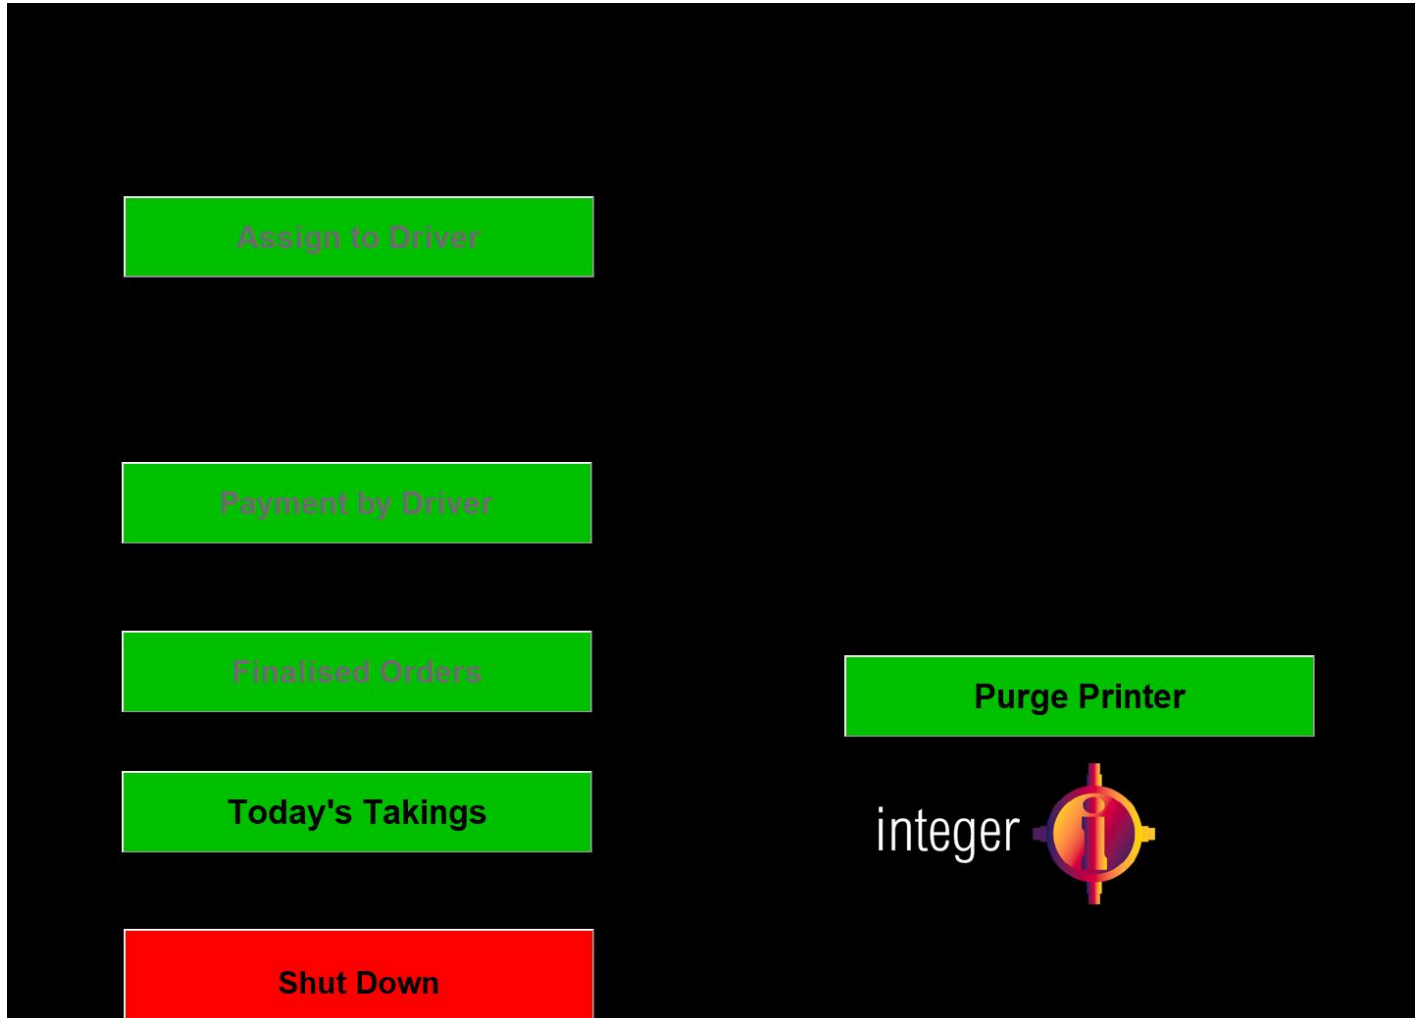 Assign to Driver
Payment by Driver
Finalised Orders
Purge Printer
Today's Takings
integer i
Shut Down